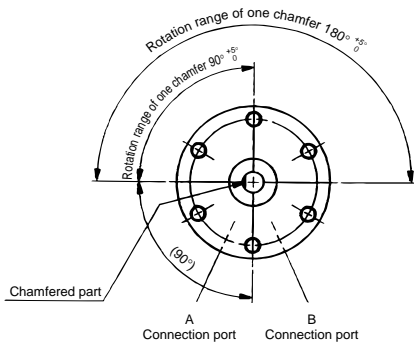 Rotation range of one chamfer 180° +5° 0
Rotation range of one chamfer 90° +5° 0
(90°)
Chamfered part
A
Connection port
B
Connection port